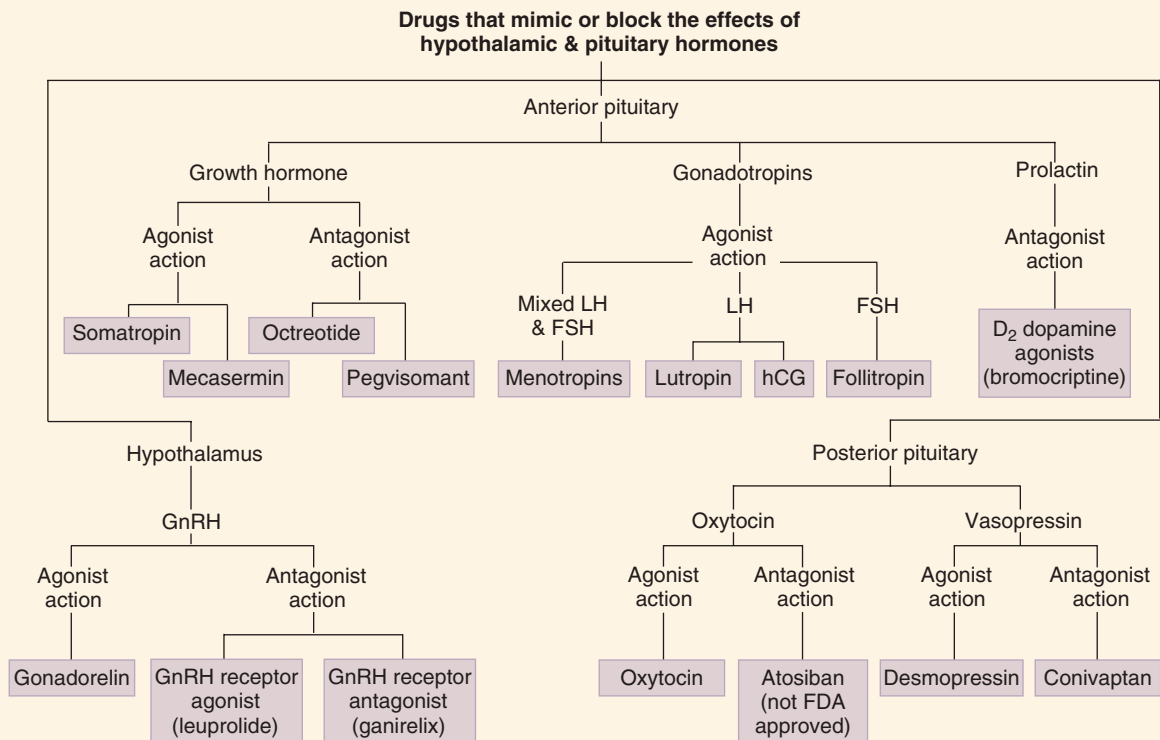 Drugs that mimic or block the effects of
hypothalamic & pituitary hormones
Anterior pituitary
Growth hormone
Gonadotropins
Prolactin
Agonist
action
Antagonist
action
Agonist
action
Antagonist
action
Mixed LH
& FSH
LH
FSH
Somatropin
Mecasermin
Octreotide
Pegvisomant
Menotropins
Lutropin
hCG
Follitropin
D₂ dopamine
agonists
(bromocriptine)
Hypothalamus
GnRH
Agonist
action
Antagonist
action
Gonadorelin
GnRH receptor
agonist
(leuprolide)
GnRH receptor
antagonist
(ganirelix)
Posterior pituitary
Oxytocin
Vasopressin
Agonist
action
Antagonist
action
Agonist
action
Antagonist
action
Oxytocin
Atosiban
(not FDA
approved)
Desmopressin
Conivaptan